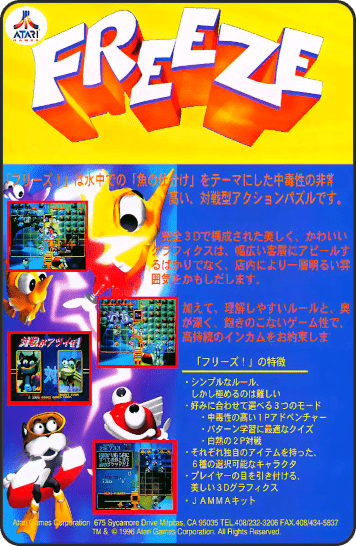 ATARI
GAMES
FREEZE
「フリーズ！」は水中での「魚の分け」をテーマにした中毒性の非常
高い、対戦型アクションパズルです。
完全3Dで構成された美しく、かわいい
グラフィクスは、幅広い客層にアピールす
るばかりでなく、店内により一層明るい雰
囲気をかもしだします。
加えて、理解しやすいルールと、奥
が深く、飽きのこないゲーム性で、
高持続のインカムをお約束しま
対戦がアツイぜ!
「フリーズ！」の特徴
・シンプルなルール、
しかし極めるのは難しい
・好みに合わせて選べる3つのモード
・中毒性の高い1Pアドベンチャー
・パターン学習に最適なクイズ
・白熱の2P対戦
・それぞれ独自のアイテムを持った、
6種の選択可能なキャラクタ
・プレイヤーの目を引き付ける、
美しい3Dグラフィクス
・JAMMAキット
Atari Games Corporation 675 Sycamore Drive Milpitas, CA 95035 TEL.408/232-3206 FAX.408/434-5837
TM & © 1996 Atari Games Corporation. All Rights Reserved